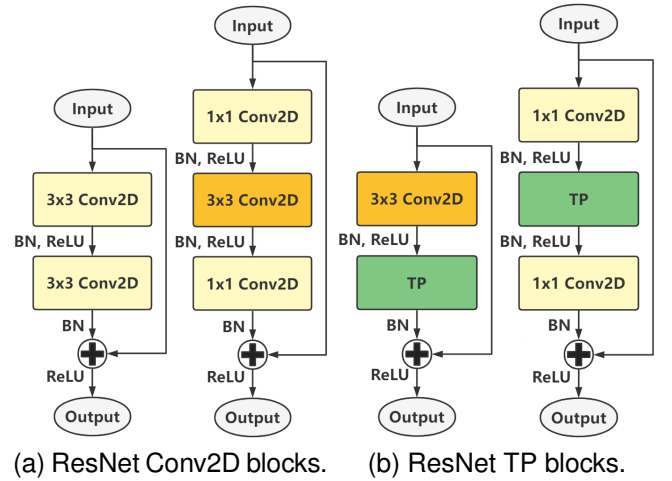 Input
3x3 Conv2D
BN, ReLU
3x3 Conv2D
BN
ReLU
Output
Input
1x1 Conv2D
BN, ReLU
3x3 Conv2D
BN, ReLU
1x1 Conv2D
BN
ReLU
Output
(a) ResNet Conv2D blocks.
Input
3x3 Conv2D
BN, ReLU
TP
BN
ReLU
Output
Input
1x1 Conv2D
BN, ReLU
TP
BN, ReLU
1x1 Conv2D
BN
ReLU
Output
(b) ResNet TP blocks.